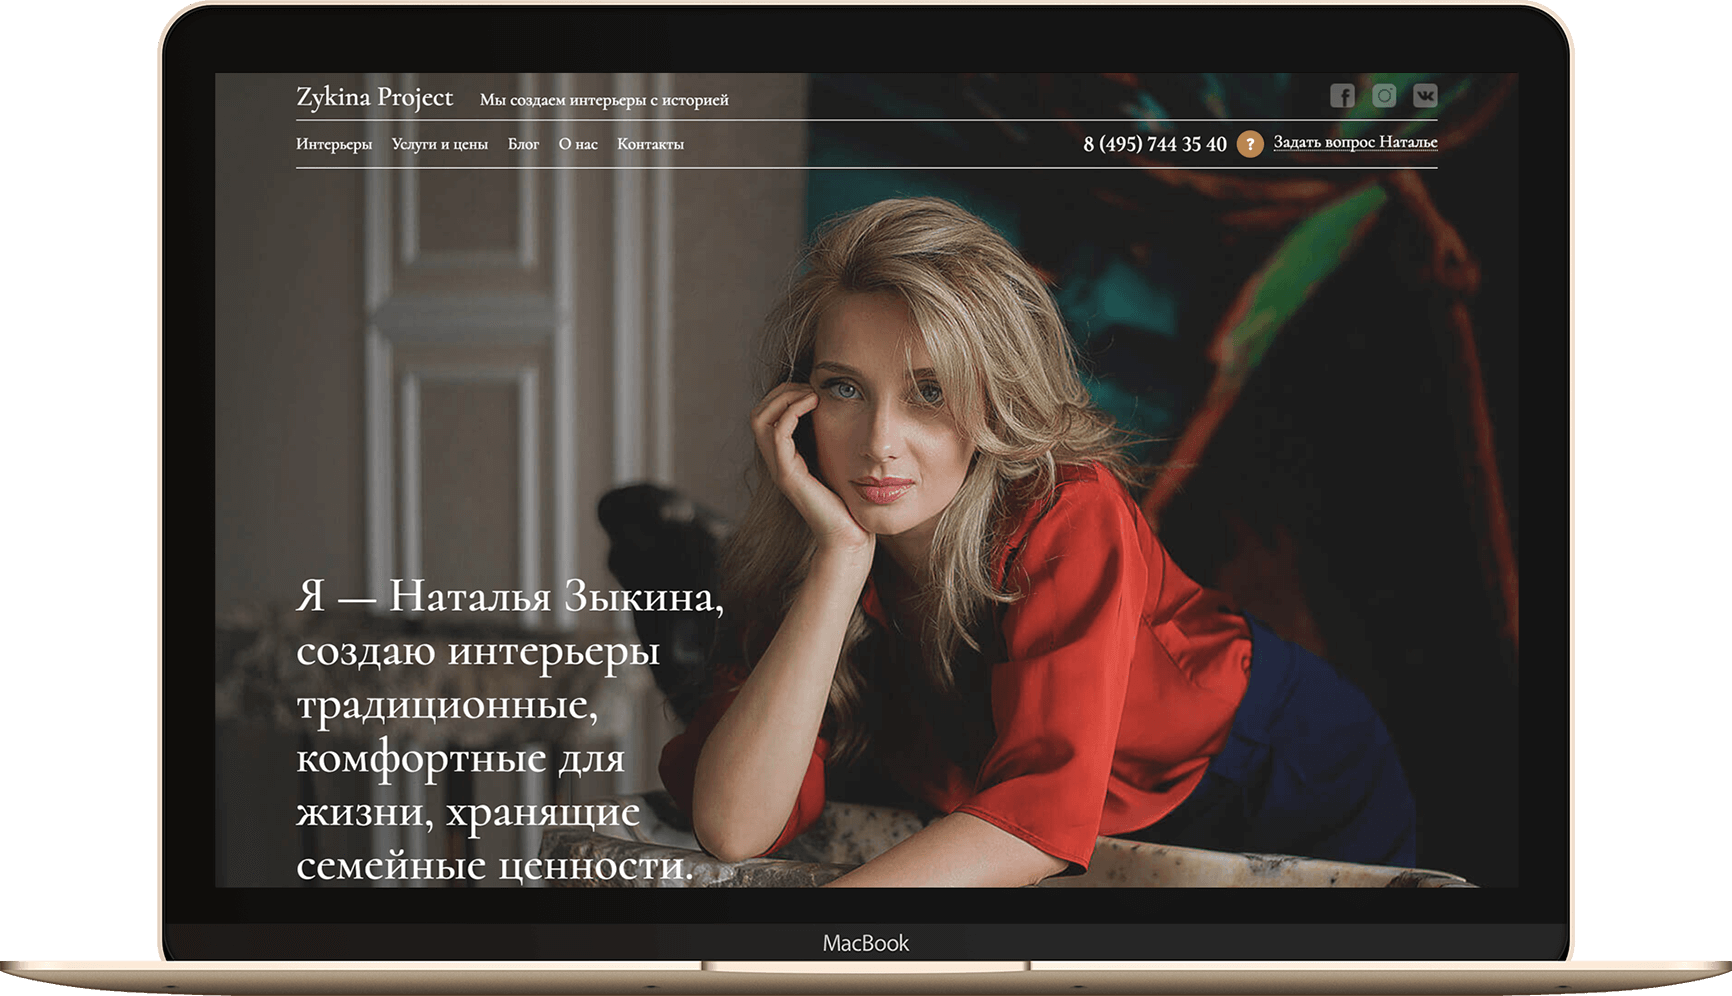 Zykina Project Мы создаем интерьеры с историей
Интерьеры Услуги и цены Блог О нас Контакты 8 (495) 744 35 40 ? Задать вопрос Наталье
Я — Наталья Зыкина,
создаю интерьеры
традиционные,
комфортные для
жизни, хранящие
семейные ценности.
MacBook